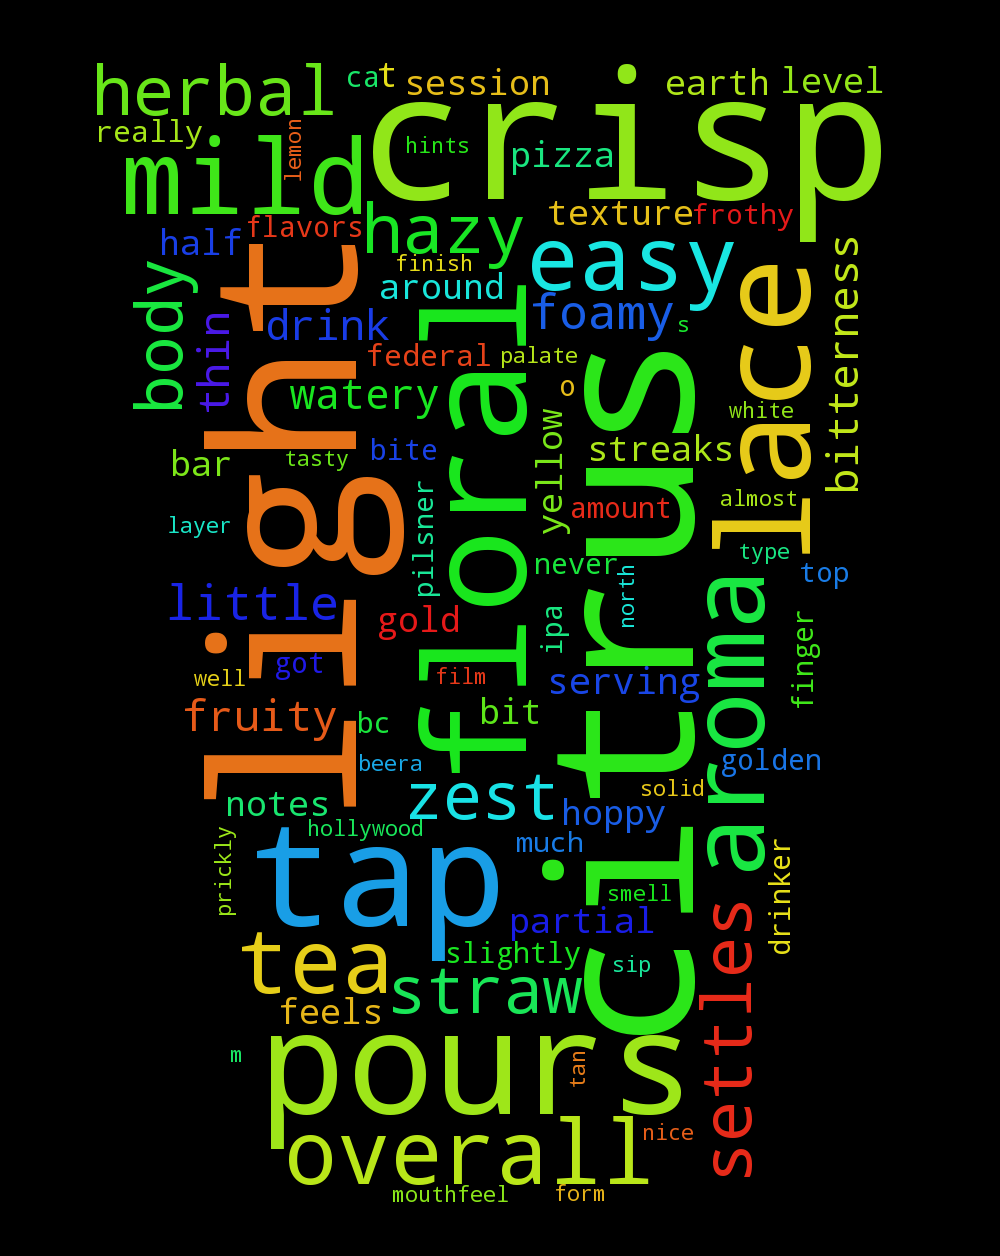 herbal
cat
session
crisp
earth
level
really
lemon
hints
pizza
mild
hazy
texture
frothy
flavors
half
easy
finish
around
body
light
lace
bitterness
thin
drink
floral
foamy
s
federal
palate
citrus
o
watery
white
yellow
streaks
bar
tasty
bite
pilsner
amount
almost
layer
never
type
top
north
aroma
little
gold
ipa
finger
got
well
film
serving
fruity
bc
bit
beera
golden
zest
solid
notes
hoppy
hollywood
much
prickly
tap
drinker
smell
settles
partial
tea
slightly
sip
straw
feels
pours
m
tan
overall
nice
mouthfeel
form